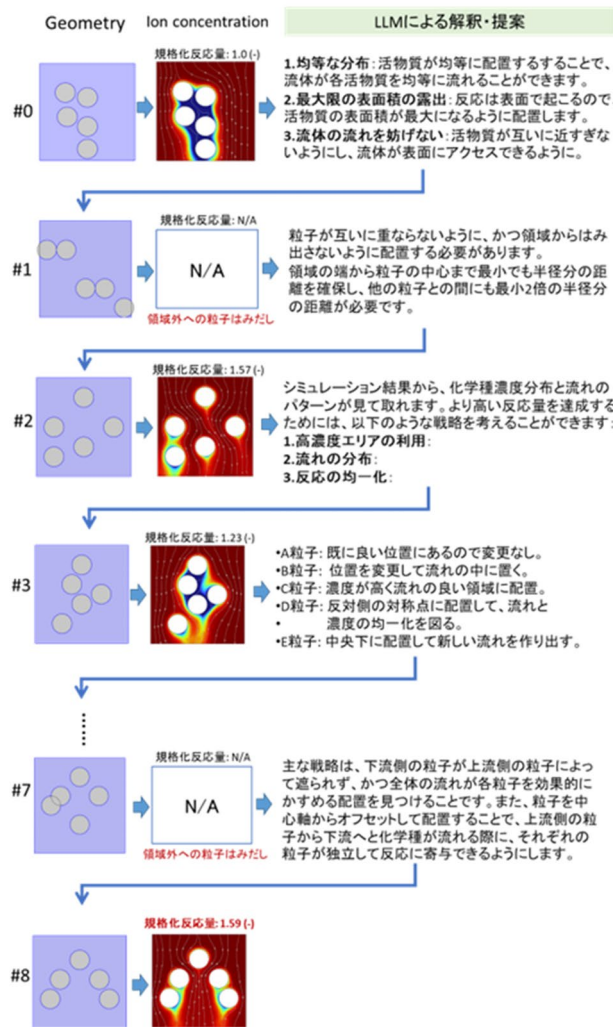 Geometry
Ion concentration
LLMによる解釈・提案
#0
規格化反応量: 1.0 (-)
1.均等な分布: 活物質が均等に配置するすることで、
流体が各活物質を均等に流れることができます。
2.最大限の表面積の露出: 反応は表面で起こるので
活物質の表面積が最大になるように配置します。
3.流体の流れを妨げない: 活物質が互いに近すぎな
いようにし、流体が表面にアクセスできるように。
#1
規格化反応量: N/A
N/A
領域外への粒子はみだし
粒子が互いに重ならないように、かつ領域からはみ
出さないように配置する必要があります。
領域の端から粒子の中心まで最小でも半径分の距
離を確保し、他の粒子との間にも最小2倍の半径分
の距離が必要です。
#2
規格化反応量: 1.57 (-)
シミュレーション結果から、化学種濃度分布と流れの
パターンが見て取れます。より高い反応量を達成する
ためには、以下のような戦略を考えることができます:
1.高濃度エリアの利用:
2.流れの分布:
3.反応の均一化:
#3
規格化反応量: 1.23 (-)
•A粒子: 既に良い位置にあるので変更なし。
•B粒子: 位置を変更して流れの中に置く。
•C粒子: 濃度が高く流れの良い領域に配置。
•D粒子: 反対側の対称点に配置して、流れと
• 濃度の均一化を図る。
•E粒子: 中央下に配置して新しい流れを作り出す。
......
#7
規格化反応量: N/A
N/A
領域外への粒子はみだし
主な戦略は、下流側の粒子が上流側の粒子によっ
て遮られず、かつ全体の流れが各粒子を効果的に
かすめる配置を見つけることです。また、粒子を中
心軸からオフセットして配置することで、上流側の粒
子から下流へと化学種が流れる際に、それぞれの
粒子が独立して反応に寄与できるようにします。
#8
規格化反応量: 1.59 (-)